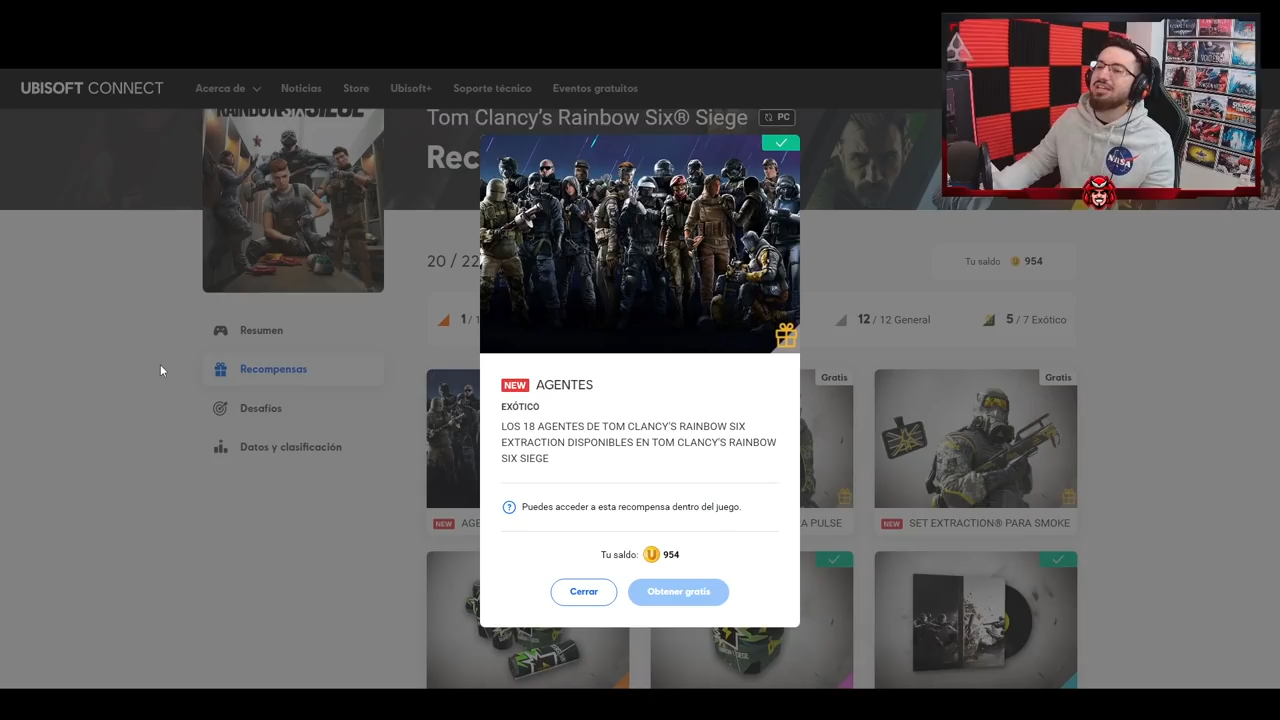 UBISOFT CONNECT
Acerca de
Noticias
Store
Ubisoft+
Soporte técnico
Eventos gratuitos
RAINBOWSIXSIEGE
Tom Clancy's Rainbow Six® Siege
PC
Rec
20 / 22
Tu saldo
954
1 / 1
12 / 12 General
5 / 7 Exótico
Resumen
Recompensas
Desafíos
Datos y clasificación
NEW AGENTES
EXÓTICO
LOS 18 AGENTES DE TOM CLANCY'S RAINBOW SIX
EXTRACTION DISPONIBLES EN TOM CLANCY'S RAINBOW
SIX SIEGE
? Puedes acceder a esta recompensa dentro del juego.
Tu saldo: U 954
Cerrar
Obtener gratis
Gratis
Gratis
NEW AGE
A PULSE
NEW SET EXTRACTION® PARA SMOKE
NASA